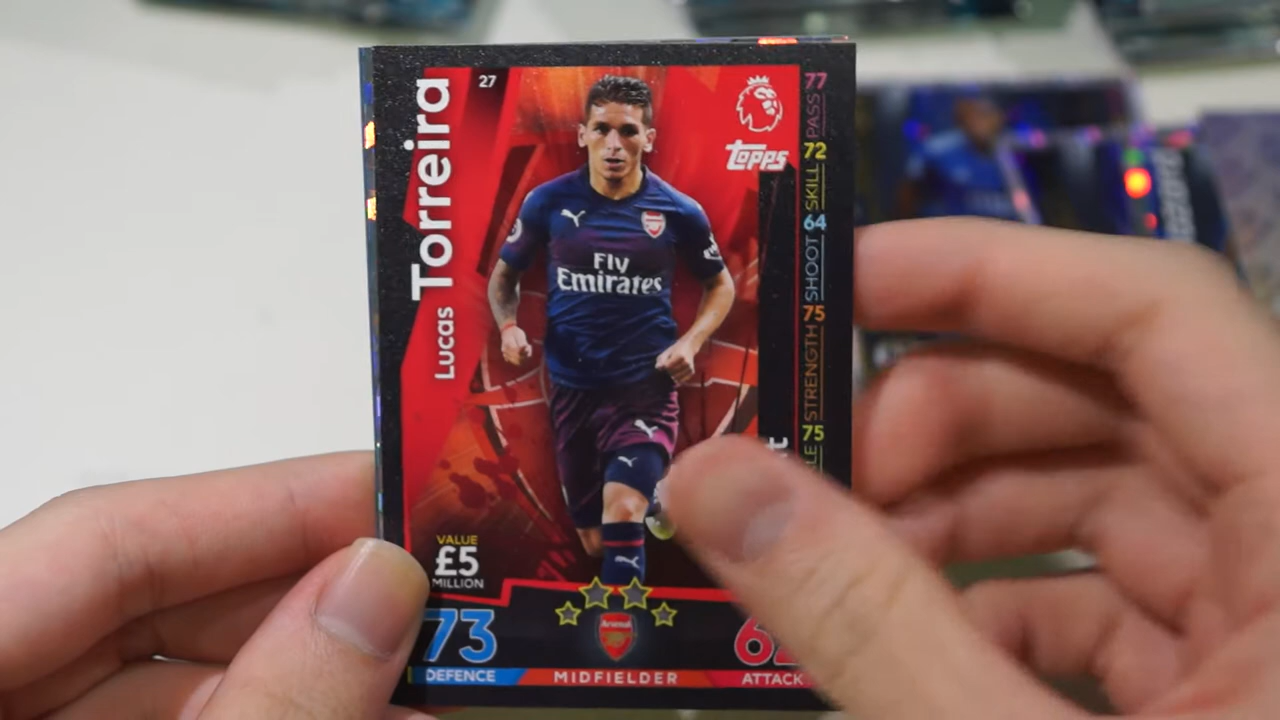 27
Lucas Torreira
TOPPS
77
PASS
72
SKILL
64
SHOOT
75
STRENGTH
75
Fly
Emirates
VALUE
£5
MILLION
Arsenal
73
DEFENCE
MIDFIELDER
ATTACK